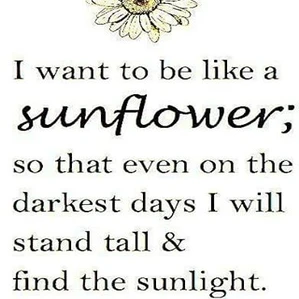 I want to be like a
sunflower;
so that even on the
darkest days I will
stand tall &
find the sunlight.